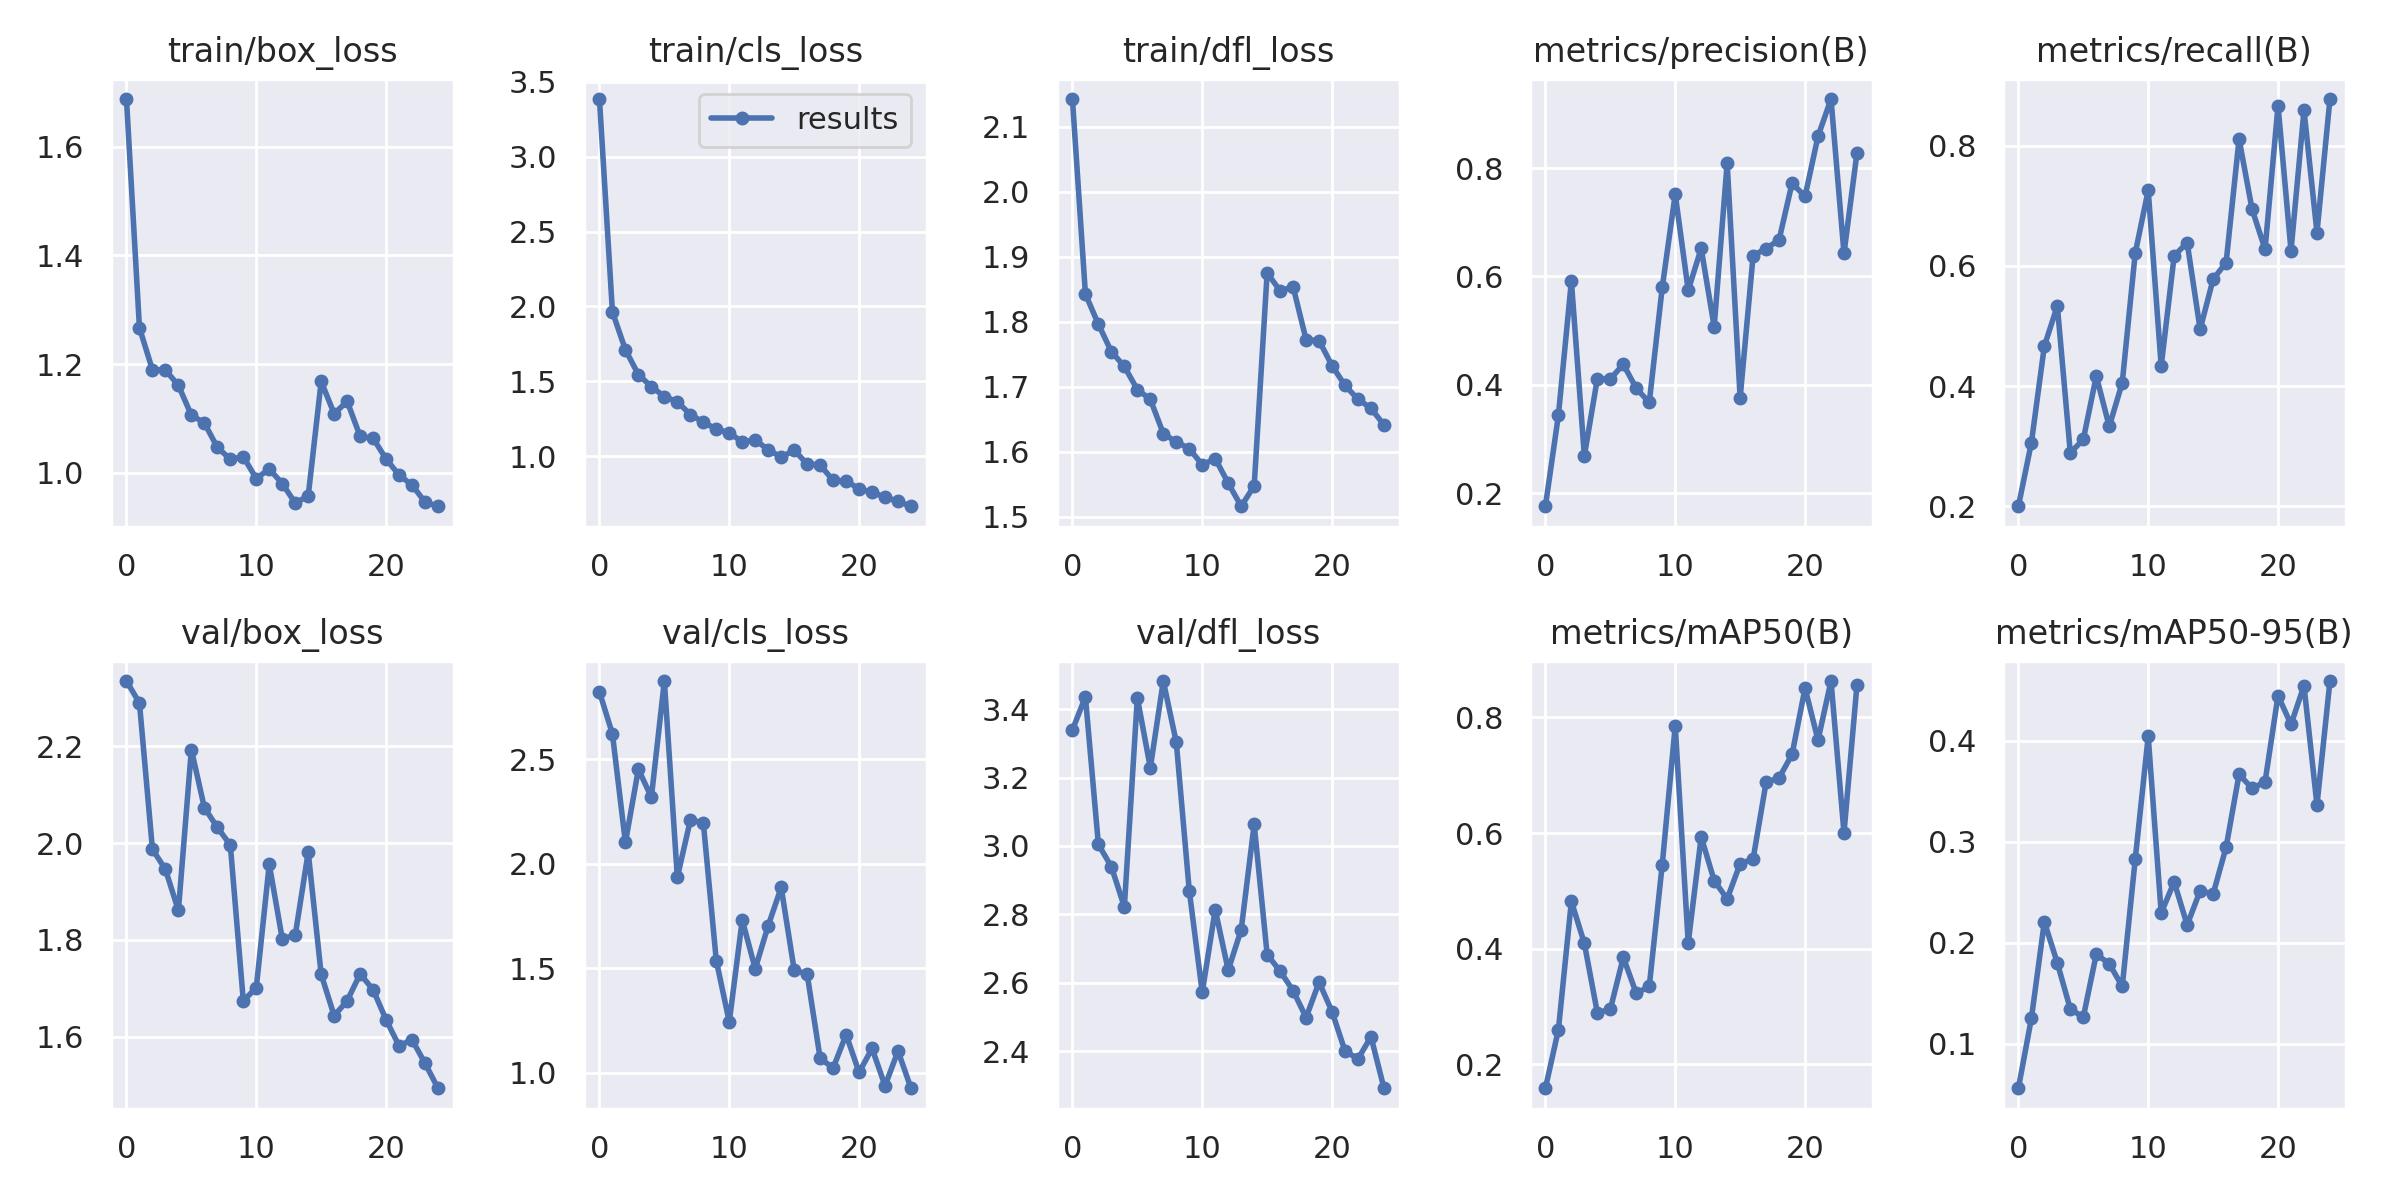 train/box_loss
1.6
1.4
1.2
1.0
0 10 20
train/cls_loss
3.5
3.0
2.5
2.0
1.5
1.0
results
0 10 20
train/dfl_loss
2.1
2.0
1.9
1.8
1.7
1.6
1.5
0 10 20
metrics/precision(B)
0.8
0.6
0.4
0.2
0 10 20
metrics/recall(B)
0.8
0.6
0.4
0.2
0 10 20
val/box_loss
2.2
2.0
1.8
1.6
0 10 20
val/cls_loss
2.5
2.0
1.5
1.0
0 10 20
val/dfl_loss
3.4
3.2
3.0
2.8
2.6
2.4
0 10 20
metrics/mAP50(B)
0.8
0.6
0.4
0.2
0 10 20
metrics/mAP50-95(B)
0.4
0.3
0.2
0.1
0 10 20